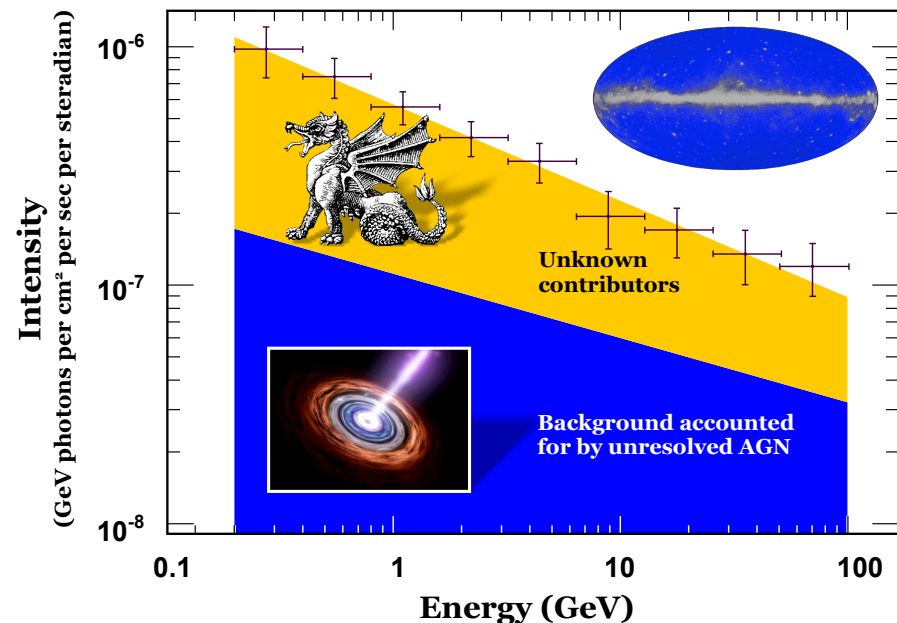 Intensity
(GeV photons per cm² per sec per steradian)
10-6
10-7
10-8
Unknown
contributors
Background accounted
for by unresolved AGN
0.1
1
10
100
Energy (GeV)